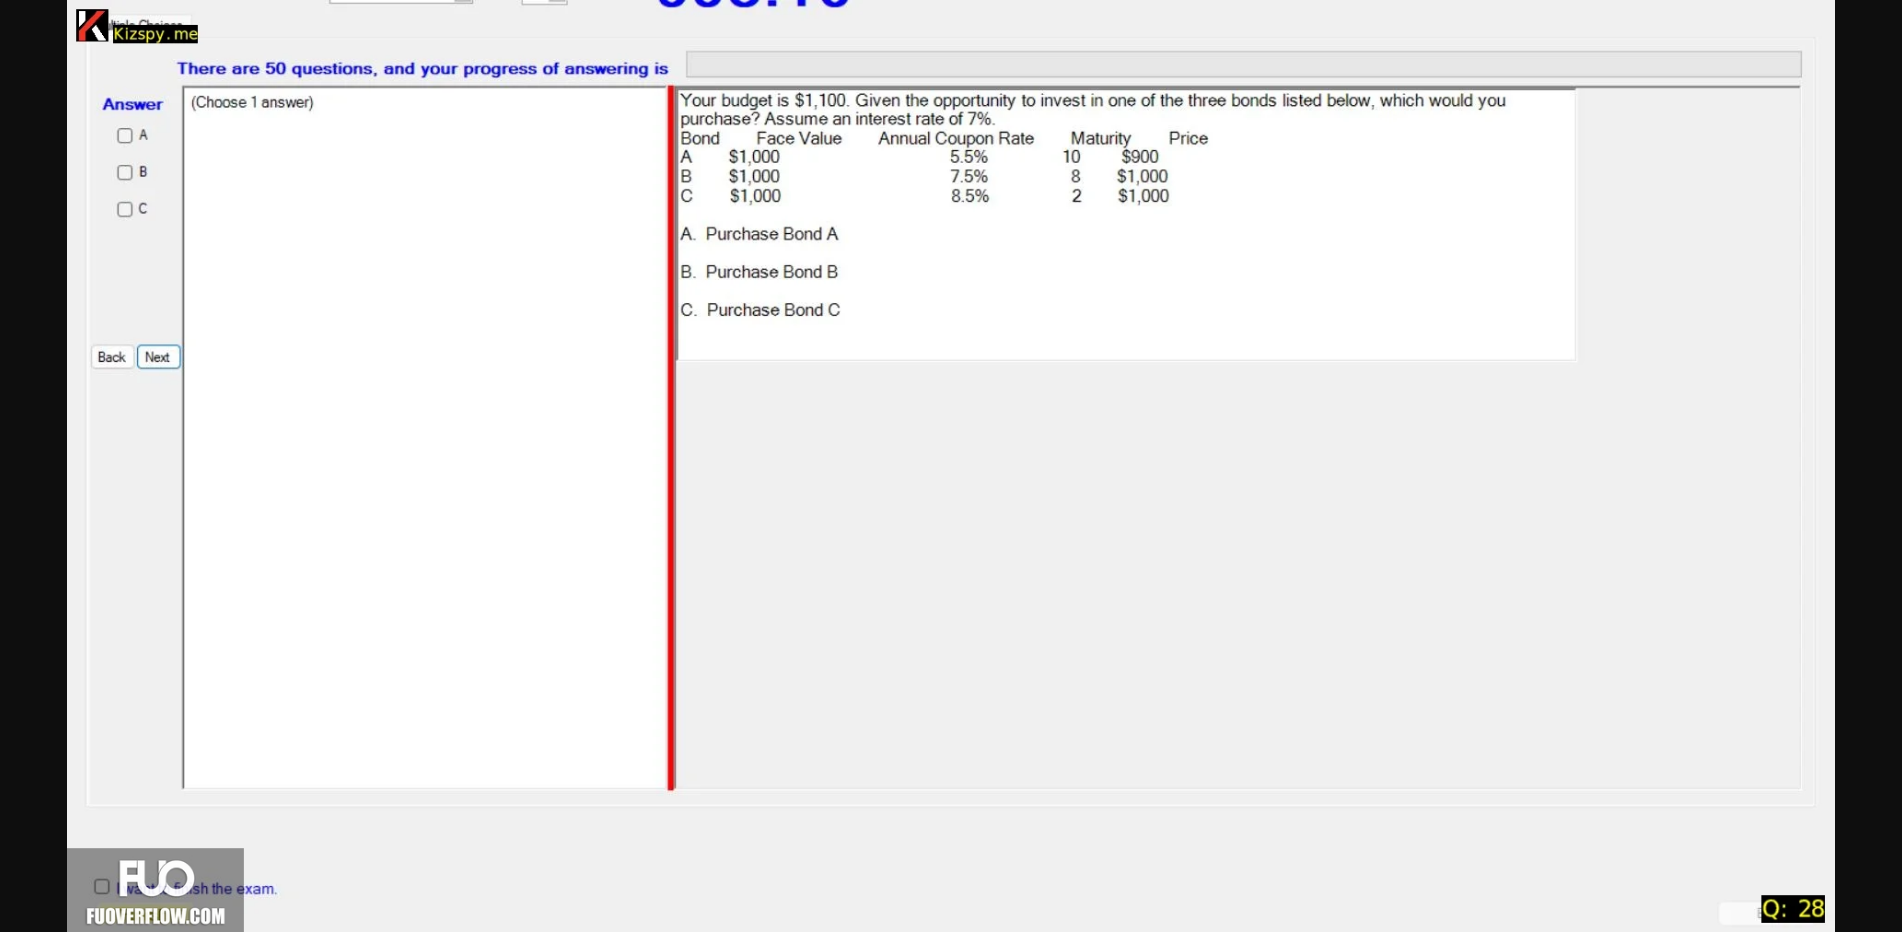 Kizspy.me
There are 50 questions, and your progress of answering is
Answer
(Choose 1 answer)
A
B
C
Back
Next
Your budget is $1,100. Given the opportunity to invest in one of the three bonds listed below, which would you
purchase? Assume an interest rate of 7%.
Bond Face Value Annual Coupon Rate Maturity Price
A $1,000 5.5% 10 $900
B $1,000 7.5% 8 $1,000
C $1,000 8.5% 2 $1,000
A. Purchase Bond A
B. Purchase Bond B
C. Purchase Bond C
FUO
the exam.
FUOVERFLOW.COM
Q: 28